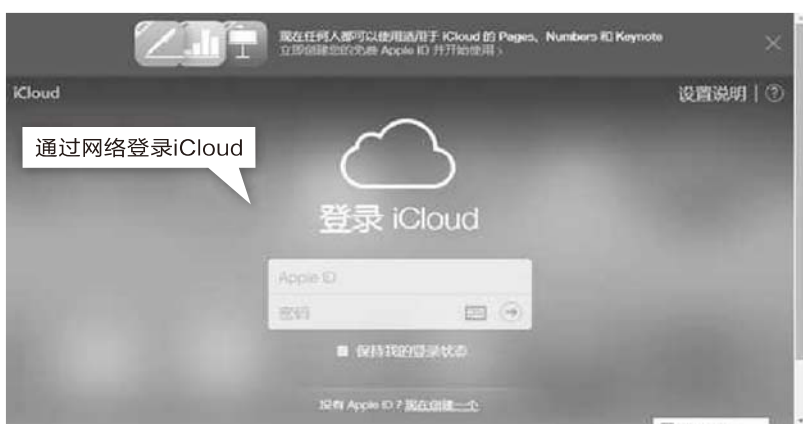 现在任何人都可以使用适用于 iCloud 的 Pages、Numbers 和 Keynote
立即创建您的免费 Apple ID 并开始使用 ›
iCloud
设置说明 |
通过网络登录iCloud
登录 iCloud
Apple ID
密码
保持我的登录状态
没有 Apple ID？现在创建一个